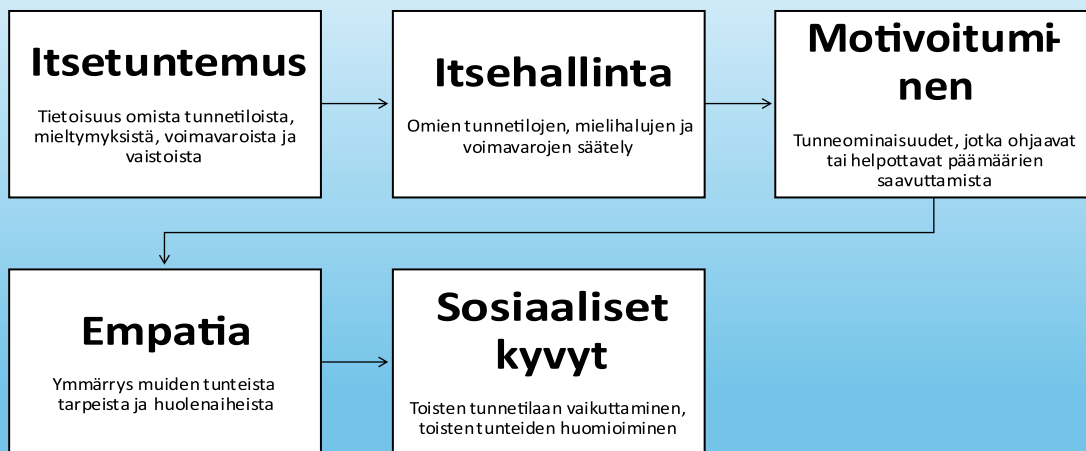 Itsetuntemus
Tietoisuus omista tunnetiloista,
mieltymyksistä, voimavaroista ja
vaistoista
Itsehallinta
Omien tunnetilojen, mielihalujen ja
voimavarojen säätely
Motivoitumi-
nen
Tunneominaisuudet, jotka ohjaavat
tai helpottavat päämäärien
saavuttamista
Empatia
Ymmärrys muiden tunteista
tarpeista ja huolenaiheista
Sosiaaliset
kyvyt
Toisten tunnetilaan vaikuttaminen,
toisten tunteiden huomioiminen